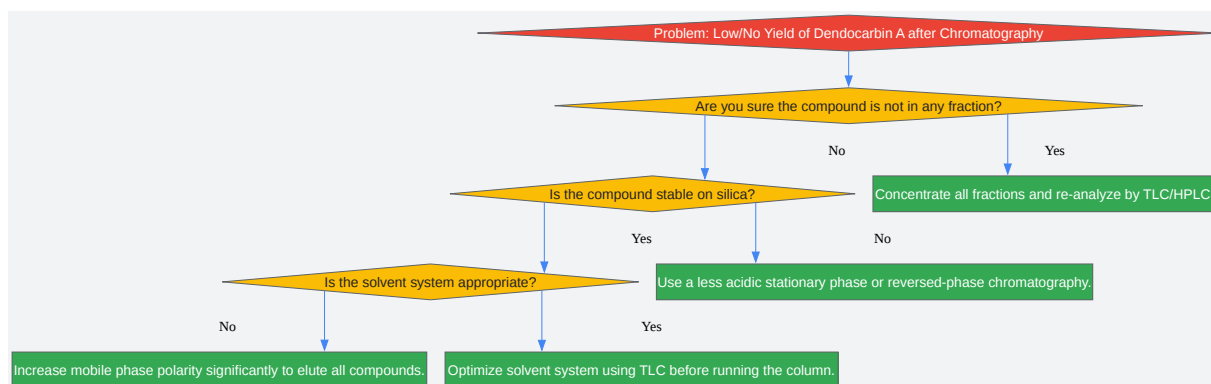 Problem: Low/No Yield of Dendocarbin A after Chromatography
Are you sure the compound is not in any fraction?
No
Yes
Is the compound stable on silica?
Concentrate all fractions and re-analyze by TLC/HPLC
Yes
No
Is the solvent system appropriate?
Use a less acidic stationary phase or reversed-phase chromatography.
No
Yes
Increase mobile phase polarity significantly to elute all compounds.
Optimize solvent system using TLC before running the column.